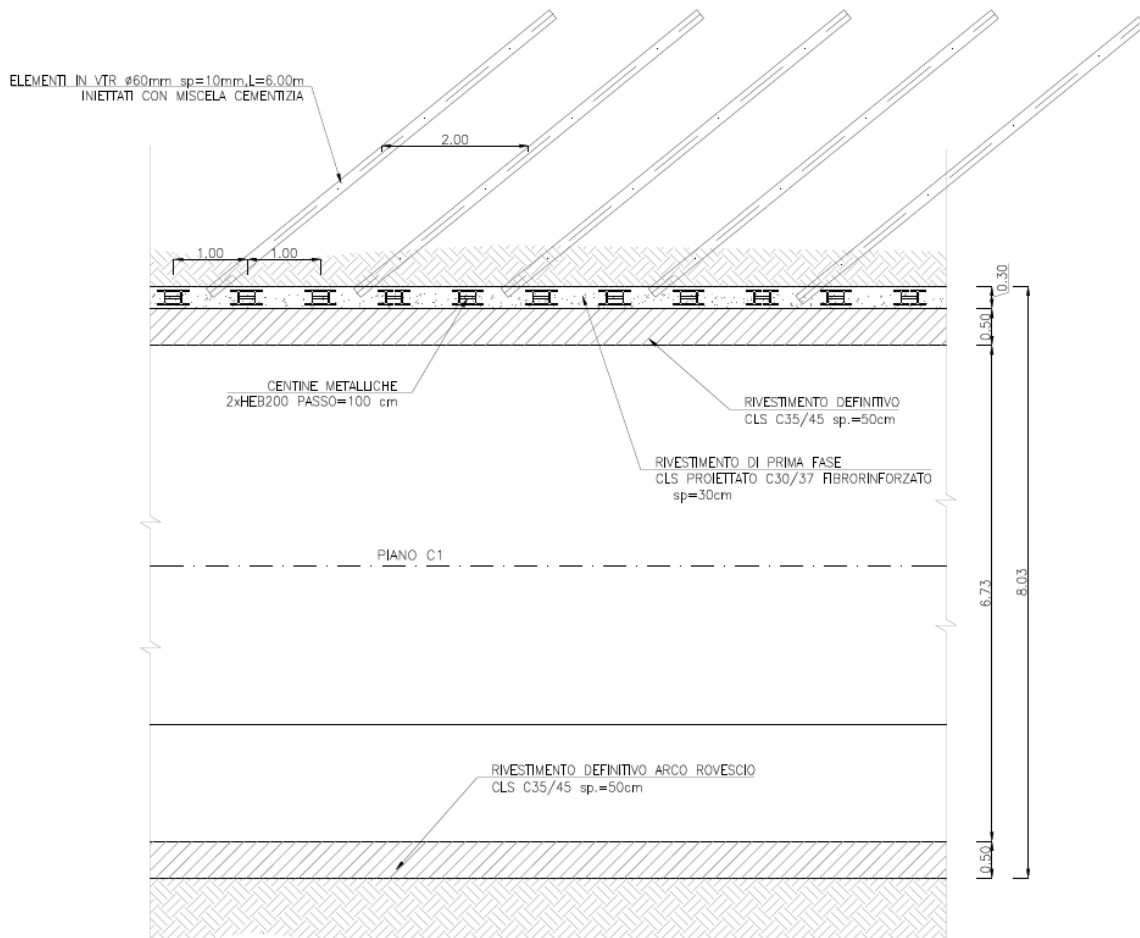 ELEMENTI IN VTR ø60mm sp=10mm,L=6.00m
INIETTATI CON MISCELA CEMENTIZIA
2.00
1.00
1.00
0.30
0.50
CENTINE METALLICHE
2xHEB200 PASSO=100 cm
RIVESTIMENTO DEFINITIVO
CLS C35/45 sp.=50cm
RIVESTIMENTO DI PRIMA FASE
CLS PROIETTATO C30/37 FIBRORINFORZATO
sp=30cm
PIANO C1
6.73
8.03
RIVESTIMENTO DEFINITIVO ARCO ROVESCIO
CLS C35/45 sp.=50cm
0.50